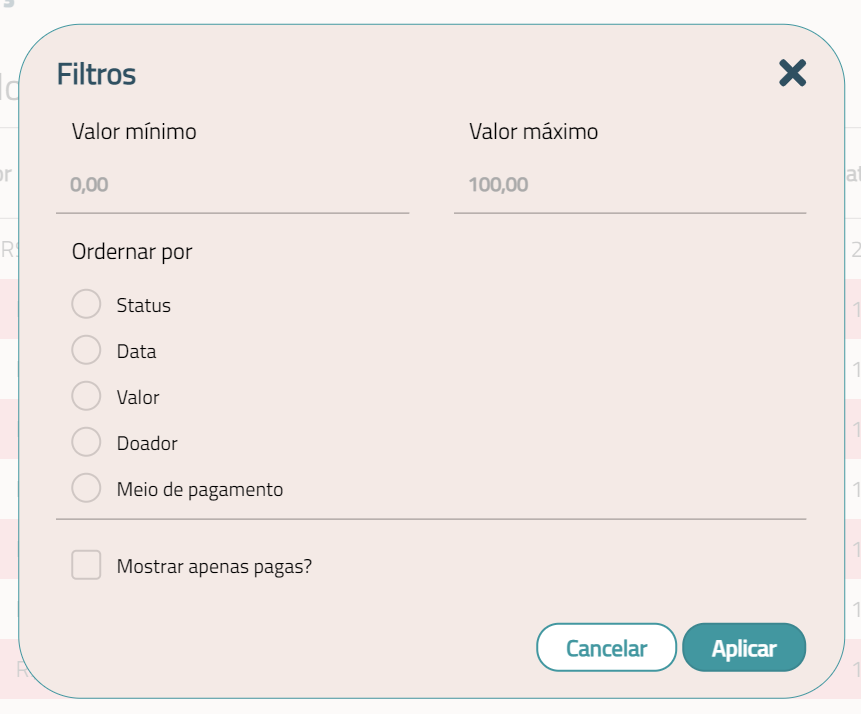 Filtros
Valor mínimo
Valor máximo
0,00
100,00
Ordernar por
Status
Data
Valor
Doador
Meio de pagamento
Mostrar apenas pagas?
Cancelar
Aplicar